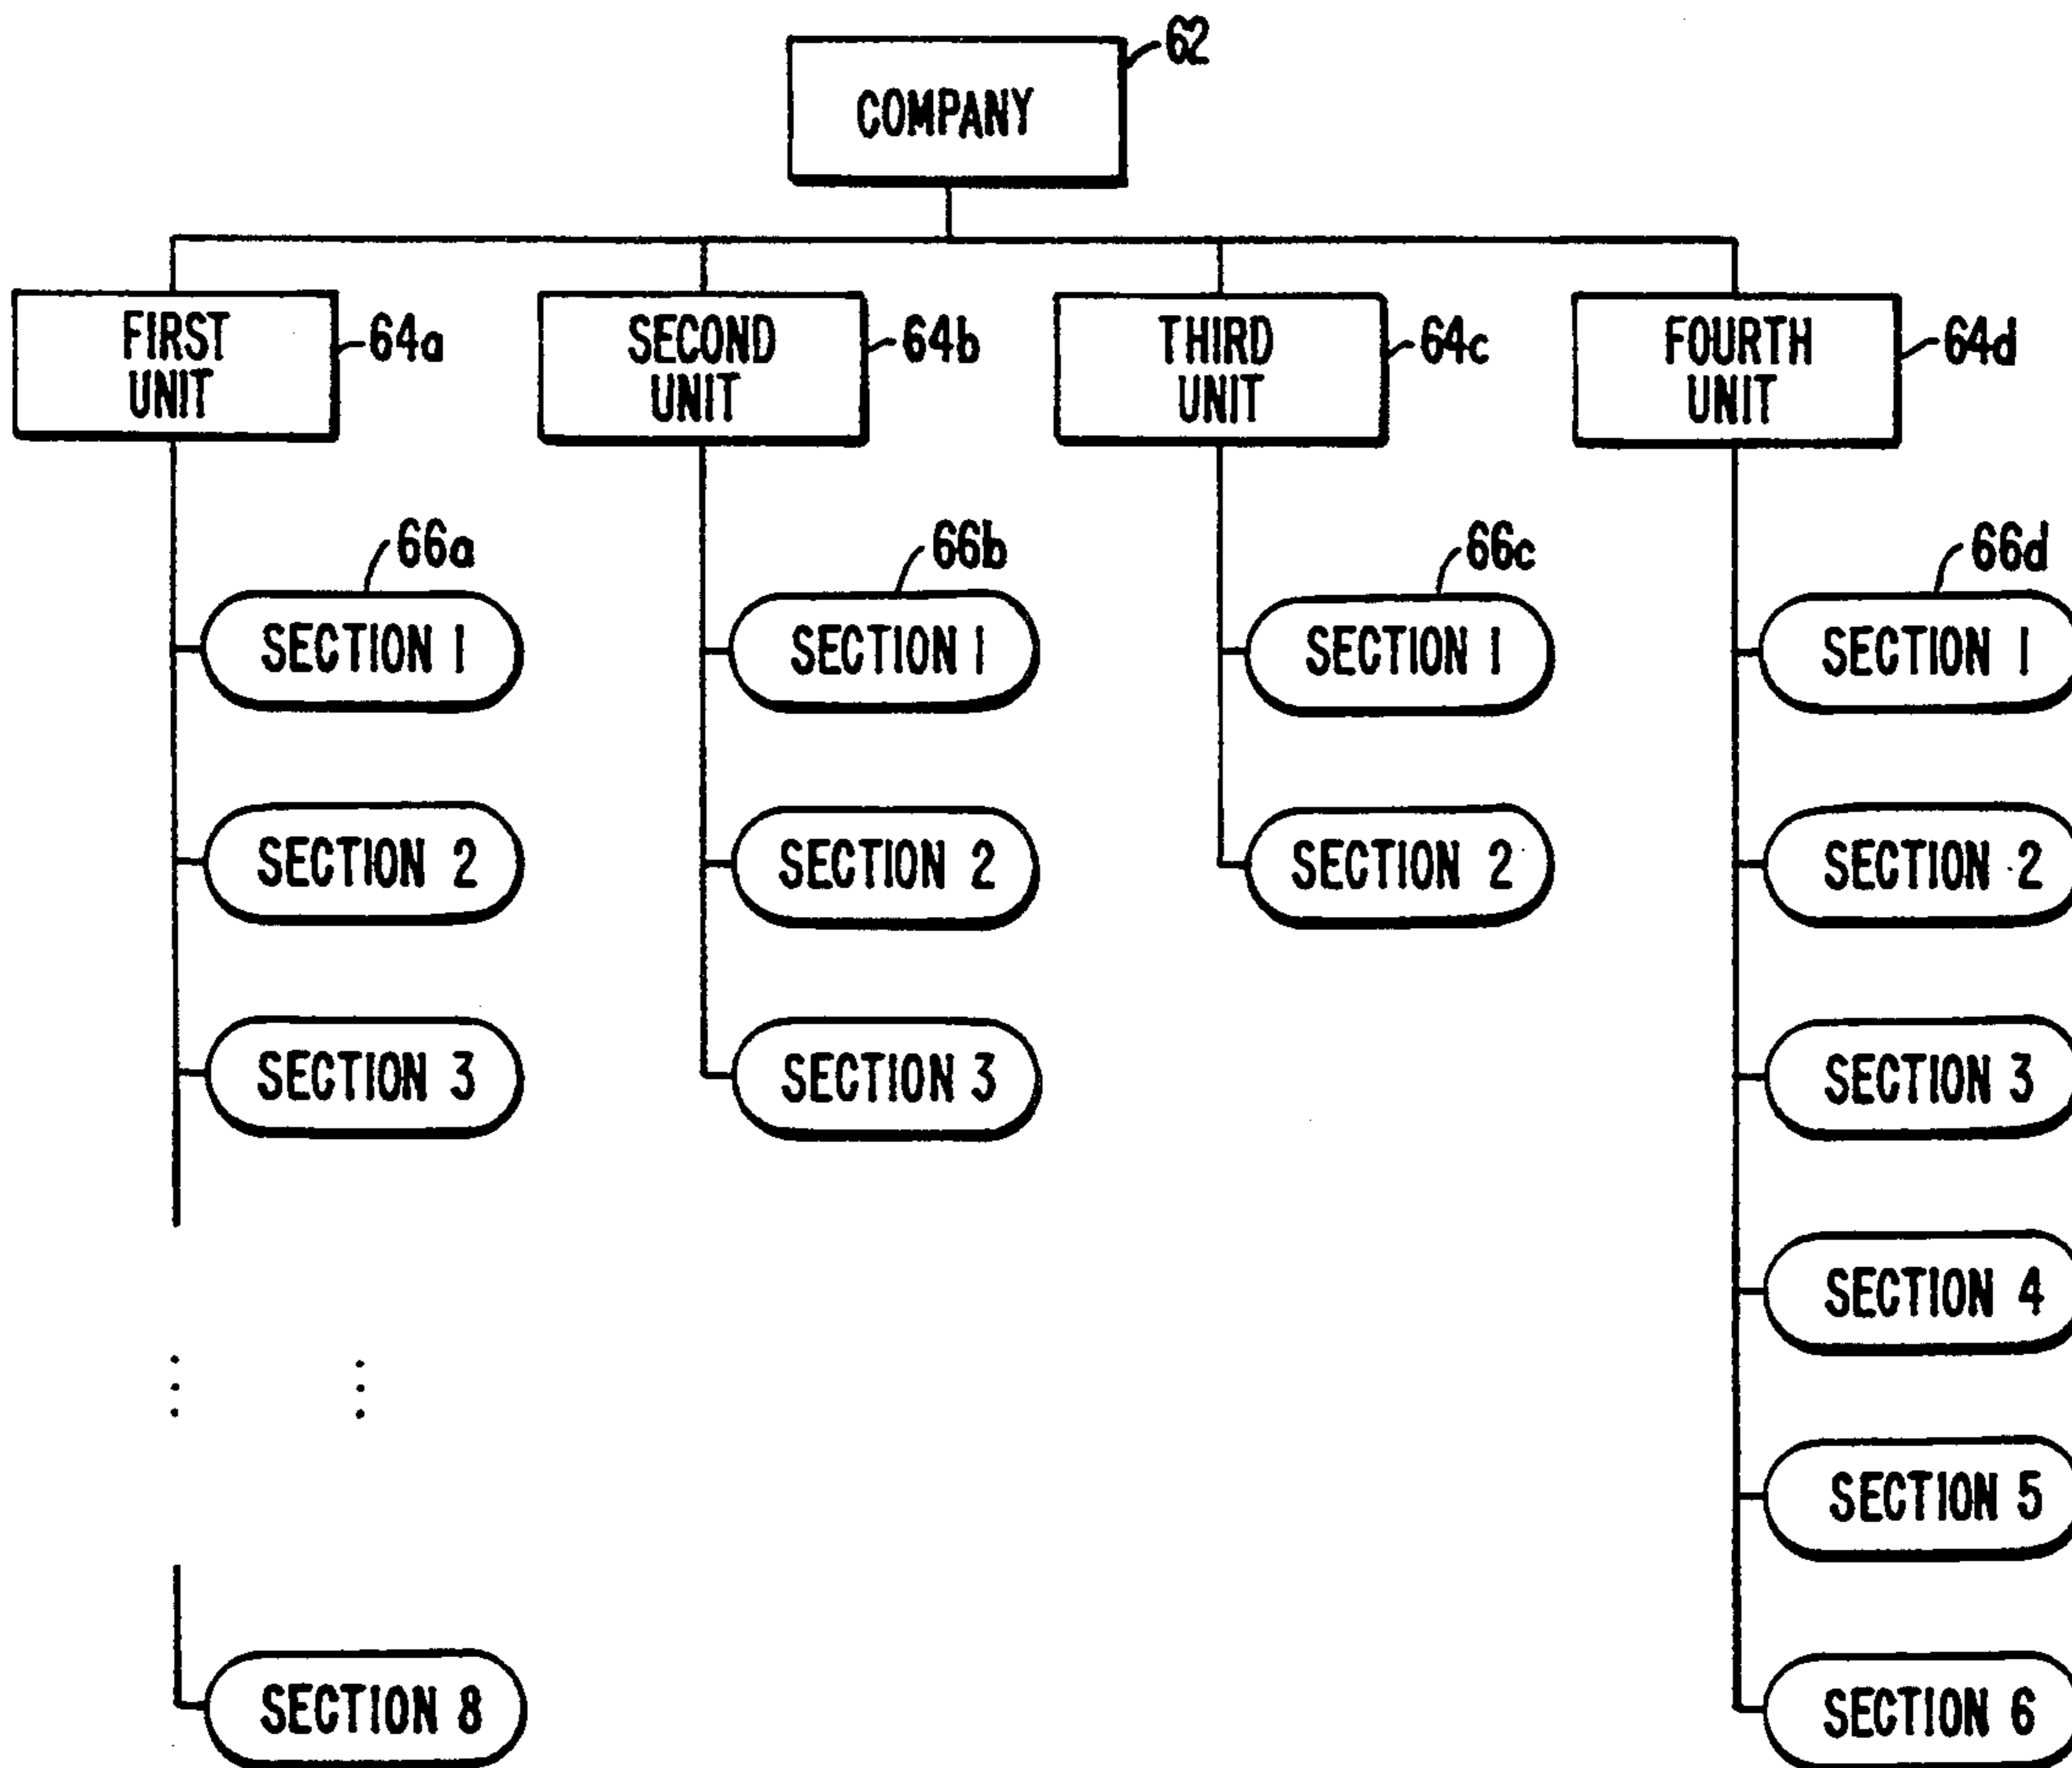 62
COMPANY
FIRST
UNIT
64a
SECOND
UNIT
64b
THIRD
UNIT
64c
FOURTH
UNIT
64d
66a
66b
66c
66d
SECTION 1
SECTION 1
SECTION 1
SECTION 1
SECTION 2
SECTION 2
SECTION 2
SECTION 2
SECTION 3
SECTION 3
SECTION 3
SECTION 4
SECTION 5
SECTION 8
SECTION 6